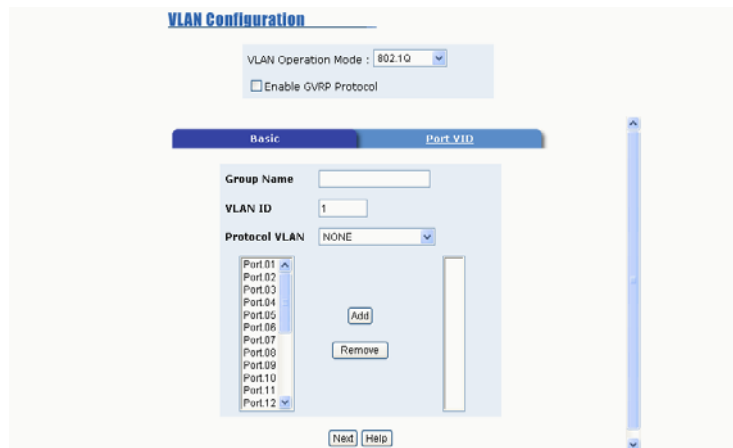 VLAN Configuration
VLAN Operation Mode : 802.1Q
Enable GVRP Protocol
Basic Port VID
Group Name
VLAN ID 1
Protocol VLAN NONE
Port.01
Port.02
Port.03
Port.04
Port.05
Port.06
Port.07
Port.08
Port.09
Port.10
Port.11
Port.12
Add
Remove
Next Help